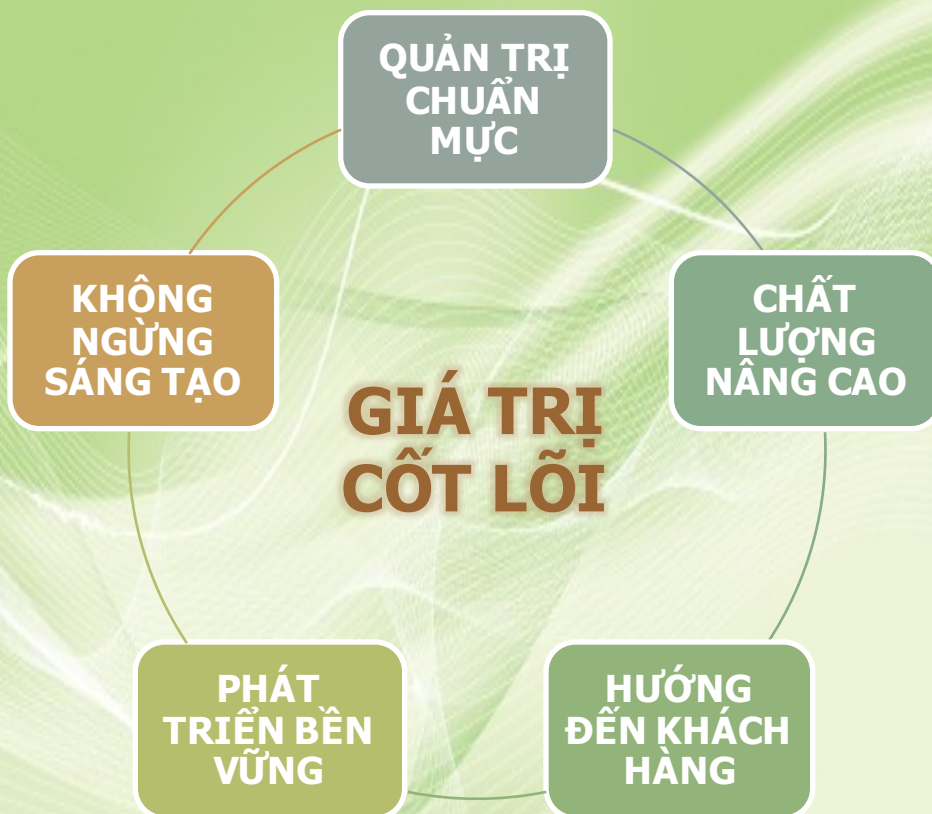 QUẢN TRỊ
CHUẨN
MỰC
CHẤT
LƯỢNG
NÂNG CAO
HƯỚNG
ĐẾN KHÁCH
HÀNG
PHÁT
TRIỂN BỀN
VỮNG
KHÔNG
NGỪNG
SÁNG TẠO
GIÁ TRỊ
CỐT LÕI